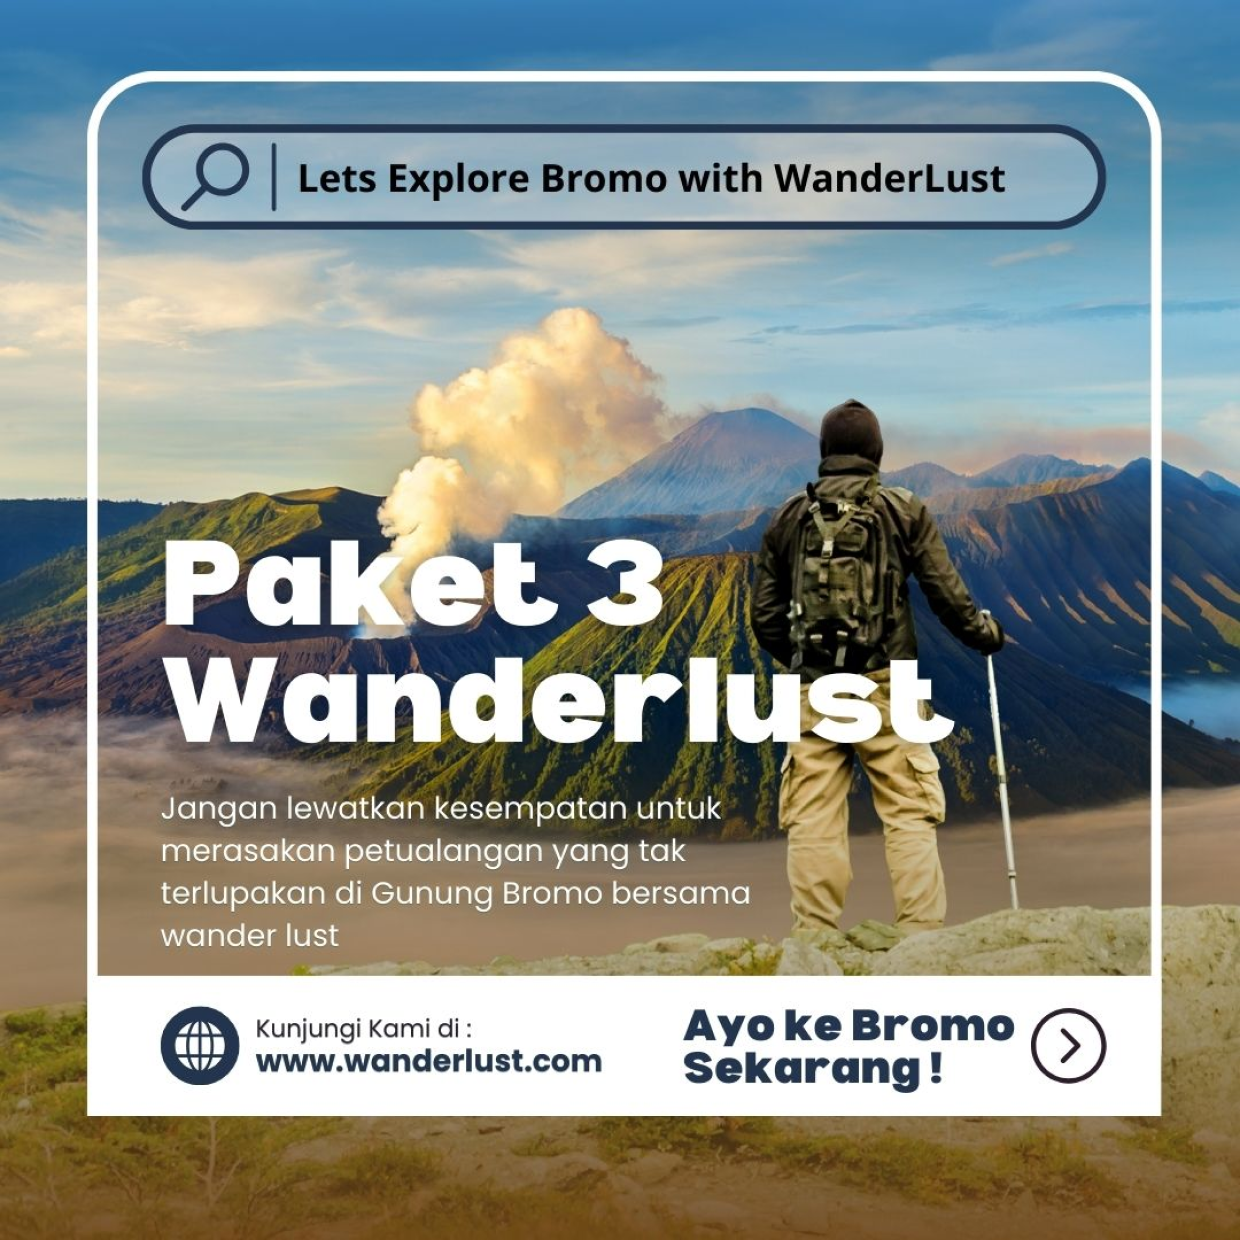 Lets Explore Bromo with WanderLust
Paket 3
Wanderlust
Jangan lewatkan kesempatan untuk
merasakan petualangan yang tak
terlupakan di Gunung Bromo bersama
wander lust
Kunjungi Kami di :
www.wanderlust.com
Ayo ke Bromo
Sekarang !